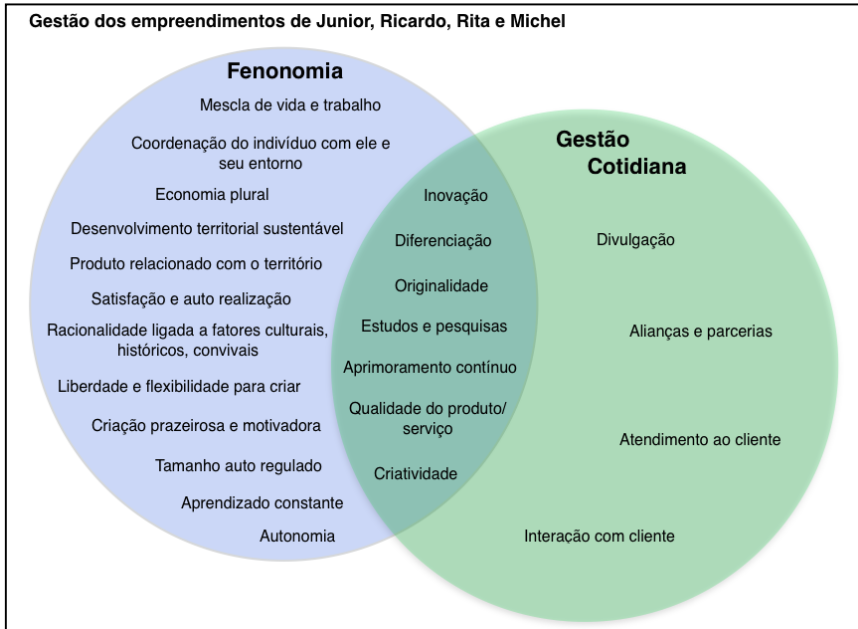 Gestão dos empreendimentos de Junior, Ricardo, Rita e Michel
Fenonomia
Mescla de vida e trabalho
Coordenação do indivíduo com ele e
seu entorno
Economia plural
Desenvolvimento territorial sustentável
Produto relacionado com o território
Satisfação e auto realização
Racionalidade ligada a fatores culturais,
históricos, convivais
Liberdade e flexibilidade para criar
Criação prazeirosa e motivadora
Tamanho auto regulado
Aprendizado constante
Autonomia
Inovação
Diferenciação
Originalidade
Estudos e pesquisas
Aprimoramento contínuo
Qualidade do produto/
serviço
Criatividade
Gestão
Cotidiana
Divulgação
Alianças e parcerias
Atendimento ao cliente
Interação com cliente